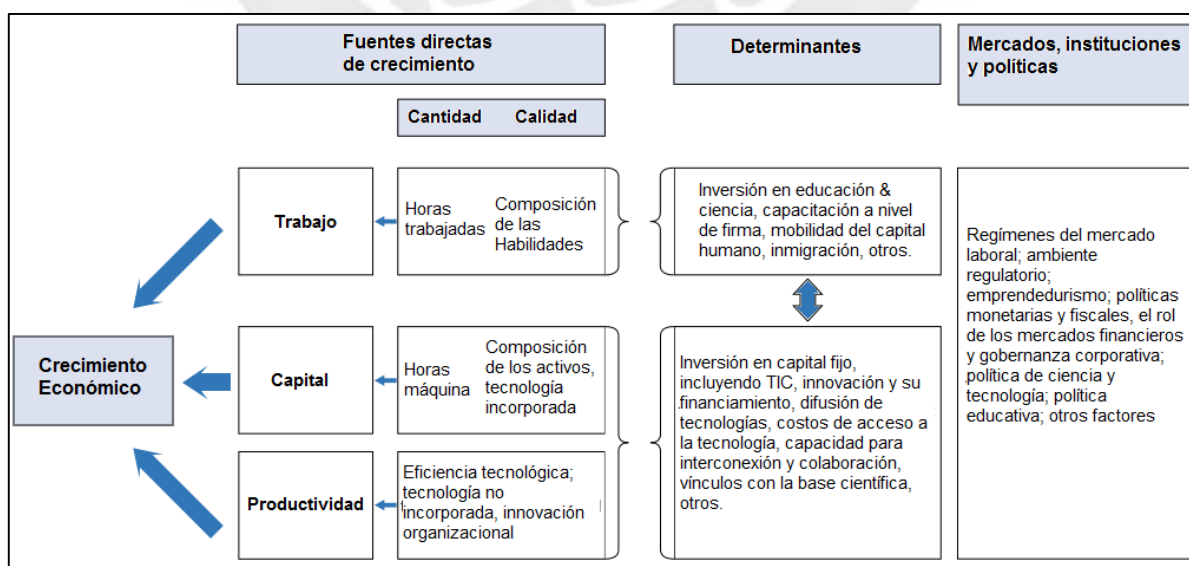 Fuentes directas
de crecimiento
Determinantes
Mercados, instituciones
y políticas
Cantidad Calidad
Trabajo
Horas
trabajadas
Composición
de las
Habilidades
Inversión en educación &
ciencia, capacitación a nivel
de firma, mobilidad del capital
humano, inmigración, otros.
Regímenes del mercado
laboral; ambiente
regulatorio;
emprendedurismo; políticas
monetarias y fiscales, el rol
de los mercados financieros
y gobernanza corporativa;
política de ciencia y
tecnología; política
educativa; otros factores
Crecimiento
Económico
Capital
Horas
máquina
Composición
de los activos,
tecnología
incorporada
Inversión en capital fijo,
incluyendo TIC, innovación y su
financiamiento, difusión de
tecnologías, costos de acceso a
la tecnología, capacidad para
interconexión y colaboración,
vínculos con la base científica,
otros.
Productividad
Eficiencia tecnológica;
tecnología no
incorporada, innovación
organizacional